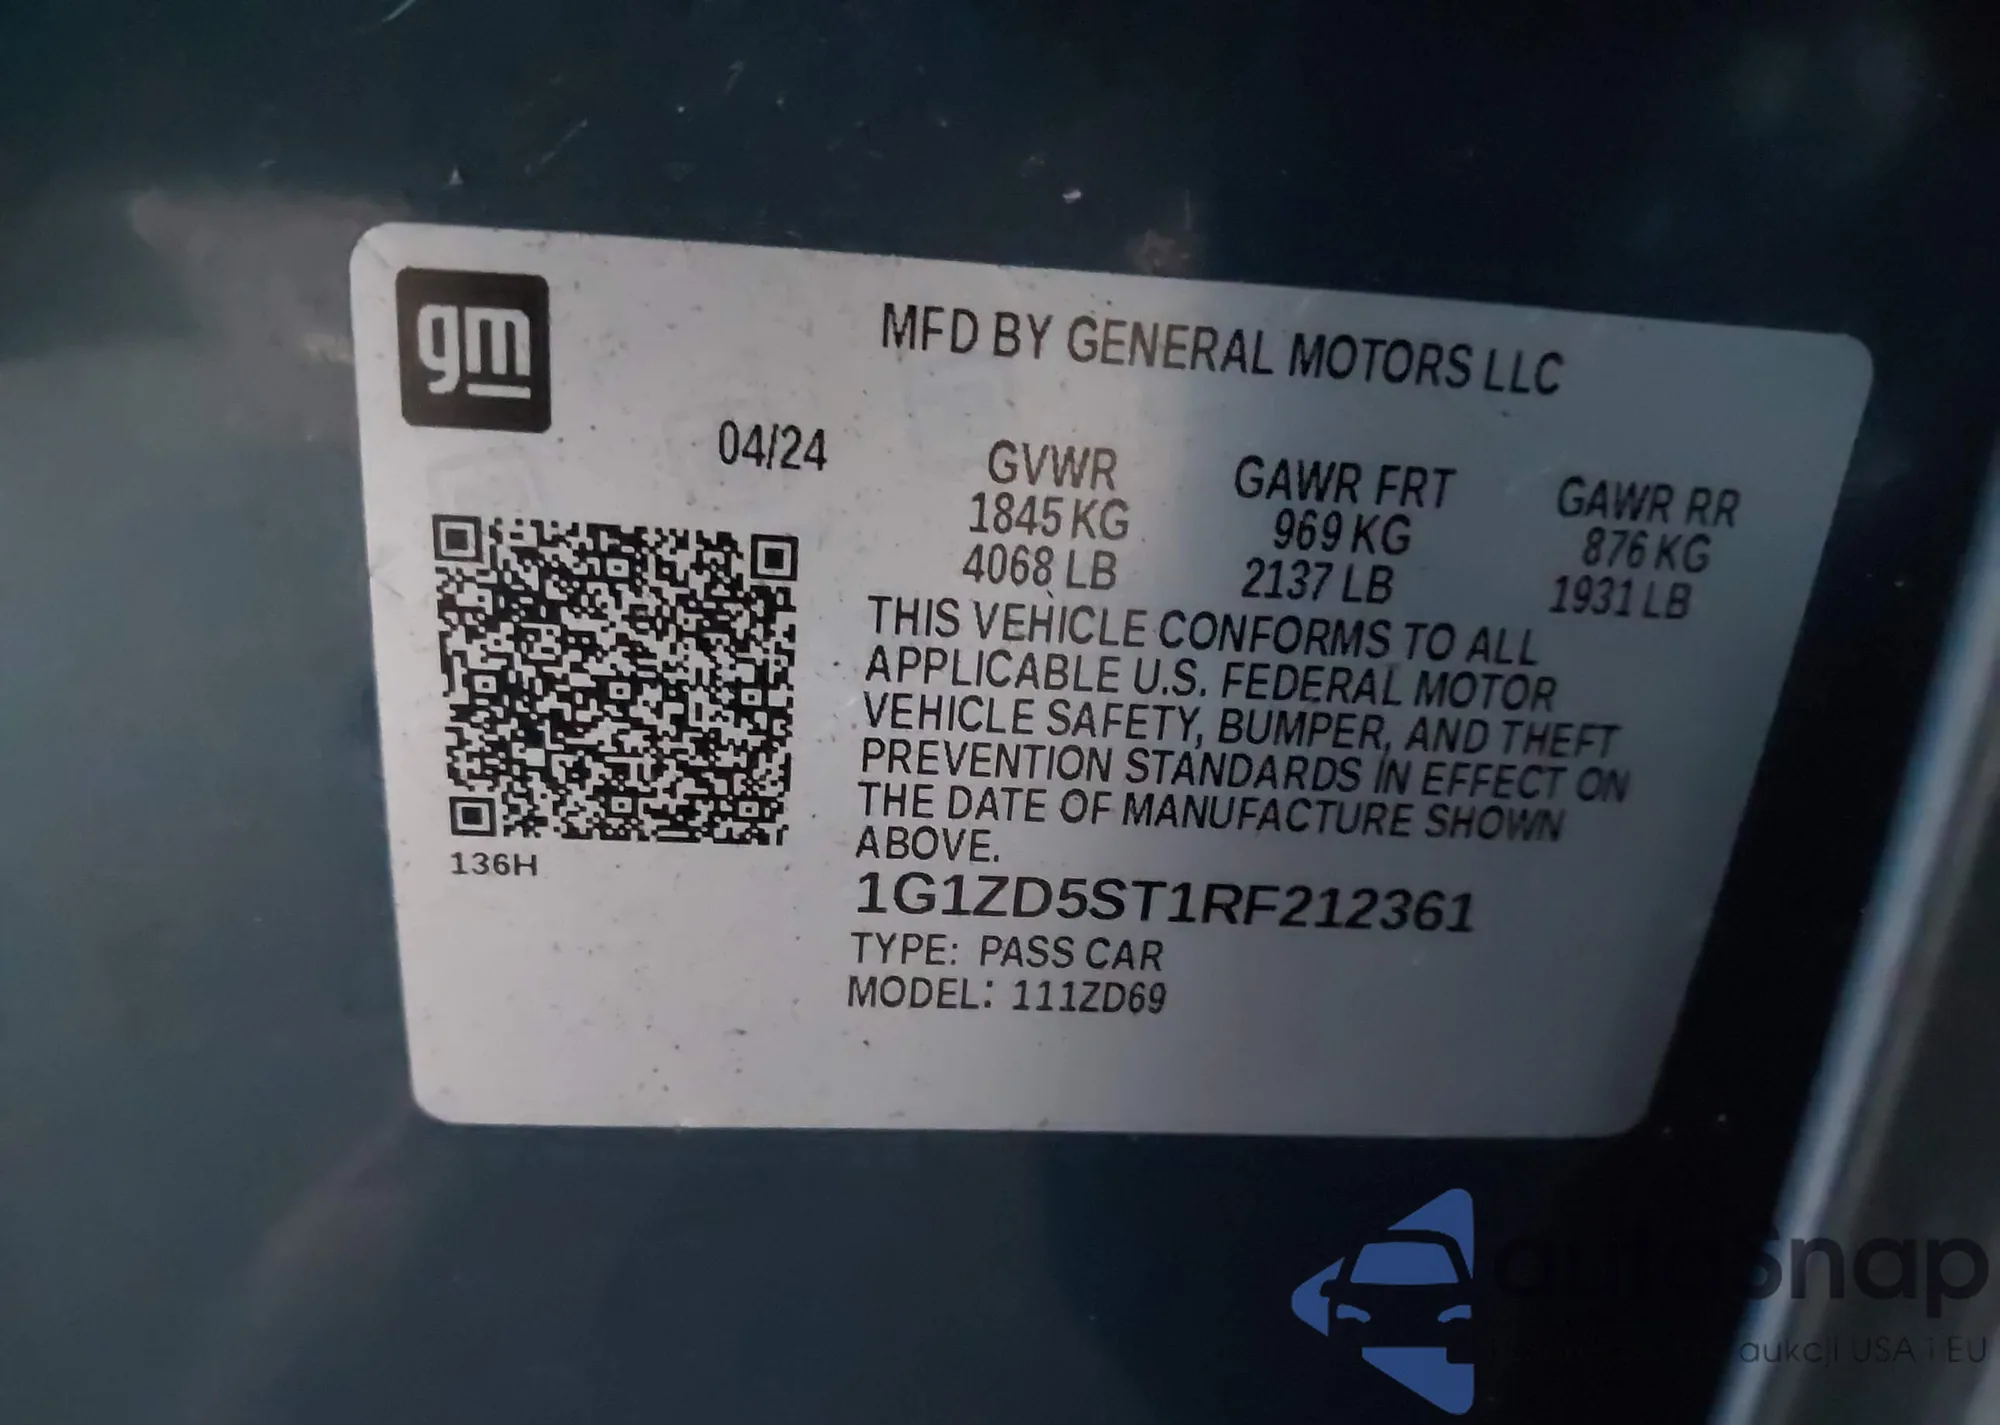 gm
MFD BY GENERAL MOTORS LLC
04/24
GVWR GAWR FRT GAWR RR
1845 KG 969 KG 876 KG
4068 LB 2137 LB 1931 LB
THIS VEHICLE CONFORMS TO ALL
APPLICABLE U.S. FEDERAL MOTOR
VEHICLE SAFETY, BUMPER, AND THEFT
PREVENTION STANDARDS IN EFFECT ON
THE DATE OF MANUFACTURE SHOWN
ABOVE.
136H
1G1ZD5ST1RF212361
TYPE: PASS CAR
MODEL: 111ZD69
autosnap
aukcji USA i EU